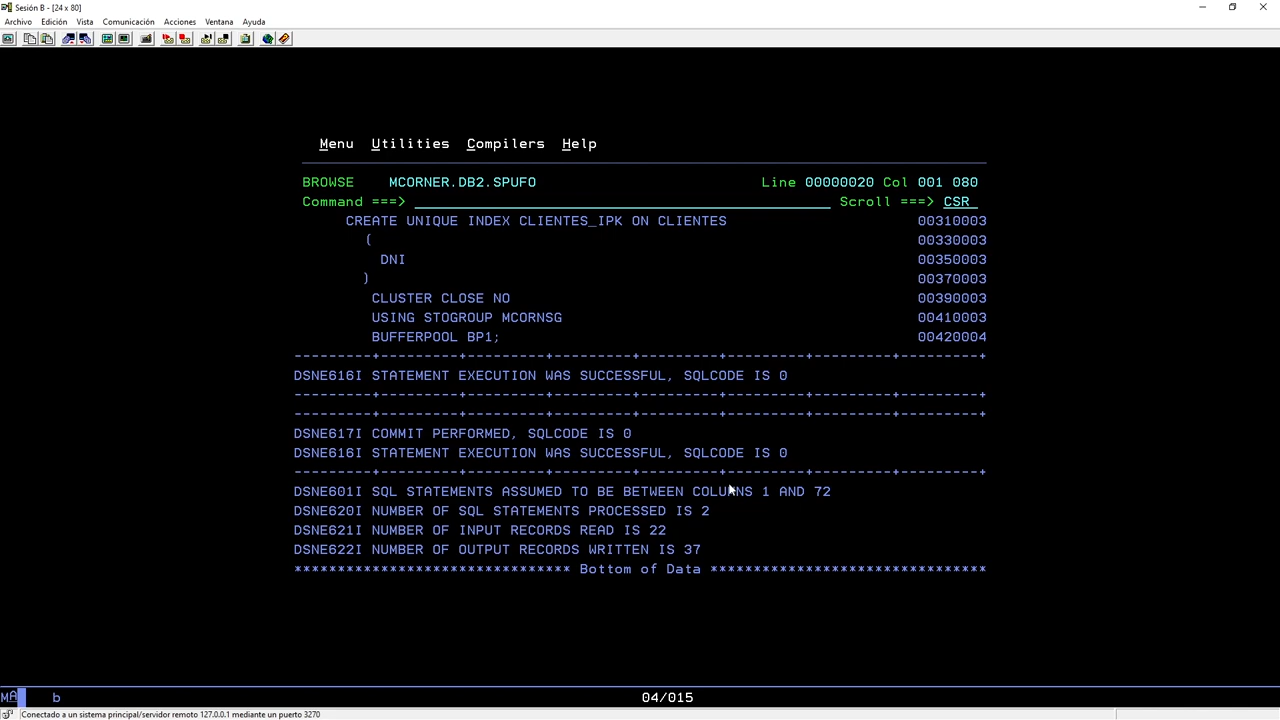 Sesión B - [24 x 80]
Archivo Edición Vista Comunicación Acciones Ventana Ayuda
Menu Utilities Compilers Help
BROWSE MCORNER.DB2.SPUFO Line 00000020 Col 001 080
Command ===> Scroll ===> CSR
CREATE UNIQUE INDEX CLIENTES_IPK ON CLIENTES 00310003
( 00330003
DNI 00350003
) 00370003
CLUSTER CLOSE NO 00390003
USING STOGROUP MCORNSG 00410003
BUFFERPOOL BP1; 00420004
---------+---------+---------+---------+---------+---------+---------+---------+
DSNE616I STATEMENT EXECUTION WAS SUCCESSFUL, SQLCODE IS 0
---------+---------+---------+---------+---------+---------+---------+---------+
---------+---------+---------+---------+---------+---------+---------+---------+
DSNE617I COMMIT PERFORMED, SQLCODE IS 0
DSNE616I STATEMENT EXECUTION WAS SUCCESSFUL, SQLCODE IS 0
---------+---------+---------+---------+---------+---------+---------+---------+
DSNE601I SQL STATEMENTS ASSUMED TO BE BETWEEN COLUMNS 1 AND 72
DSNE620I NUMBER OF SQL STATEMENTS PROCESSED IS 2
DSNE621I NUMBER OF INPUT RECORDS READ IS 22
DSNE622I NUMBER OF OUTPUT RECORDS WRITTEN IS 37
******************************** Bottom of Data ********************************
MA b 04/015
Conectado a un sistema principal/servidor remoto 127.0.0.1 mediante un puerto 3270